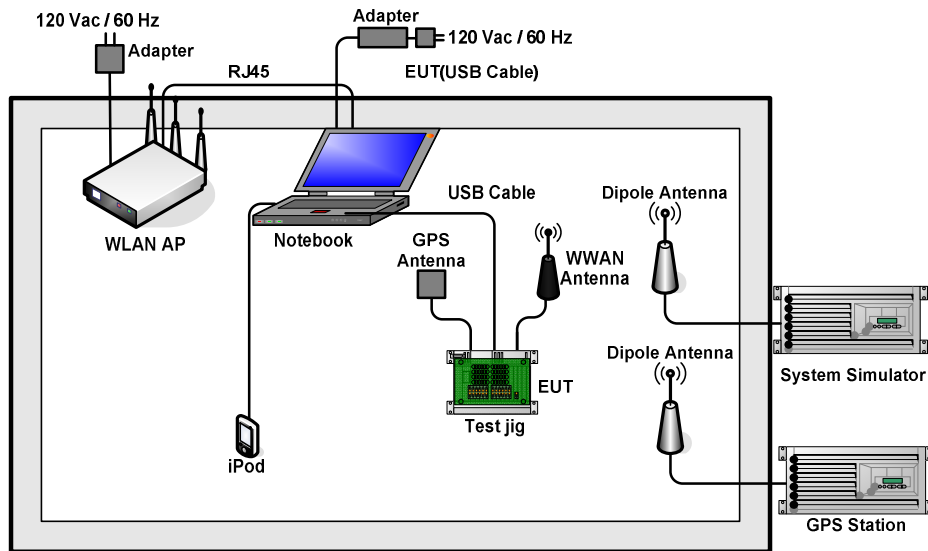 120 Vac / 60 Hz
Adapter
Adapter
120 Vac / 60 Hz
RJ45
EUT(USB Cable)
WLAN AP
Notebook
USB Cable
GPS
Antenna
WWAN
Antenna
Dipole Antenna
System Simulator
Dipole Antenna
EUT
Test jig
iPod
GPS Station